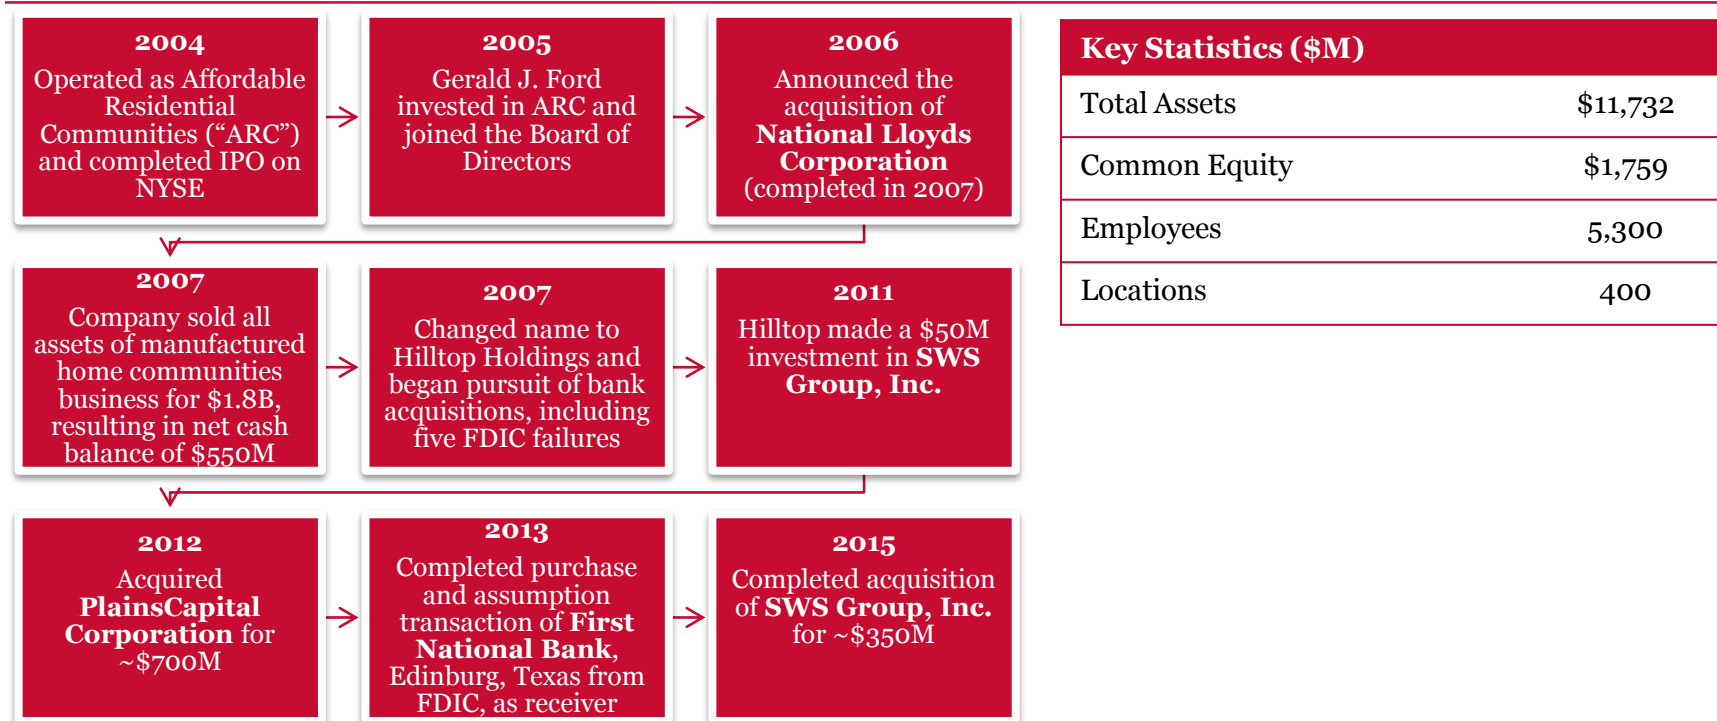 2004
Operated as Affordable
Residential
Communities (“ARC”)
and completed IPO on
NYSE
2005
Gerald J. Ford
invested in ARC and
joined the Board of
Directors
2006
Announced the
acquisition of
National Lloyds
Corporation
(completed in 2007)
2007
Company sold all
assets of manufactured
home communities
business for $1.8B,
resulting in net cash
balance of $550M
2007
Changed name to
Hilltop Holdings and
began pursuit of bank
acquisitions, including
five FDIC failures
2011
Hilltop made a $50M
investment in SWS
Group, Inc.
2012
Acquired
PlainsCapital
Corporation for
~$700M
2013
Completed purchase
and assumption
transaction of First
National Bank,
Edinburg, Texas from
FDIC, as receiver
2015
Completed acquisition
of SWS Group, Inc.
for ~$350M
Key Statistics ($M)
Total Assets $11,732
Common Equity $1,759
Employees 5,300
Locations 400